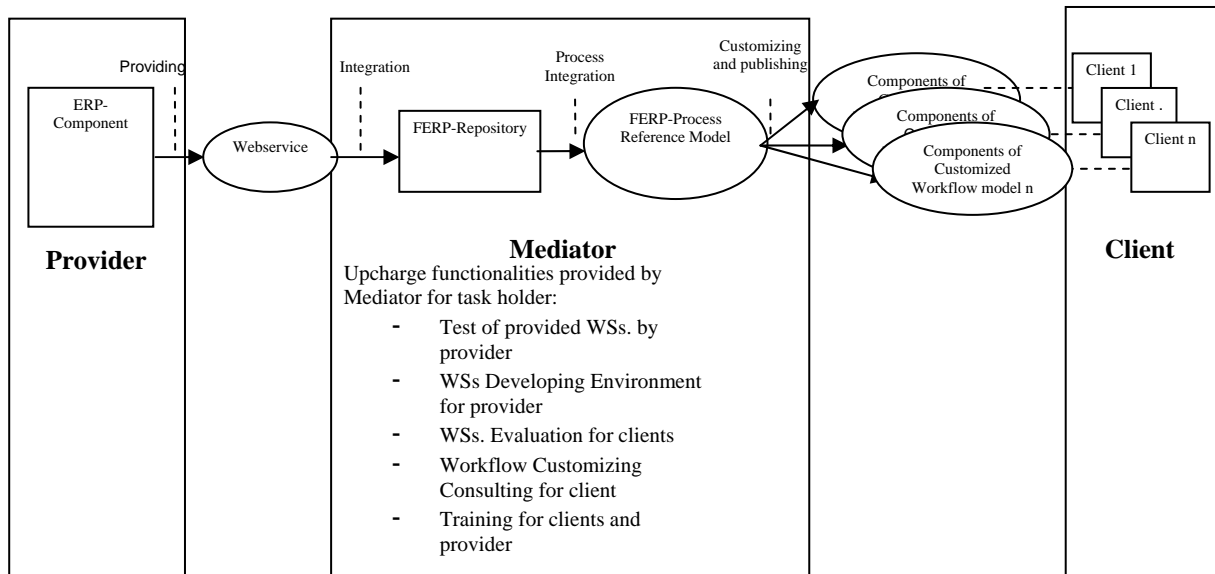 Providing
ERP-
Component
Webservice
Provider
Integration
FERP-Repository
Process
Integration
FERP-Process
Reference Model
Customizing
and publishing
Mediator
Upcharge functionalities provided by
Mediator for task holder:
- Test of provided WSs. by
provider
- WSs Developing Environment
for provider
- WSs. Evaluation for clients
- Workflow Customizing
Consulting for client
- Training for clients and
provider
Components of
Components of
Components of
Customized
Workflow model n
Client 1
Client .
Client n
Client